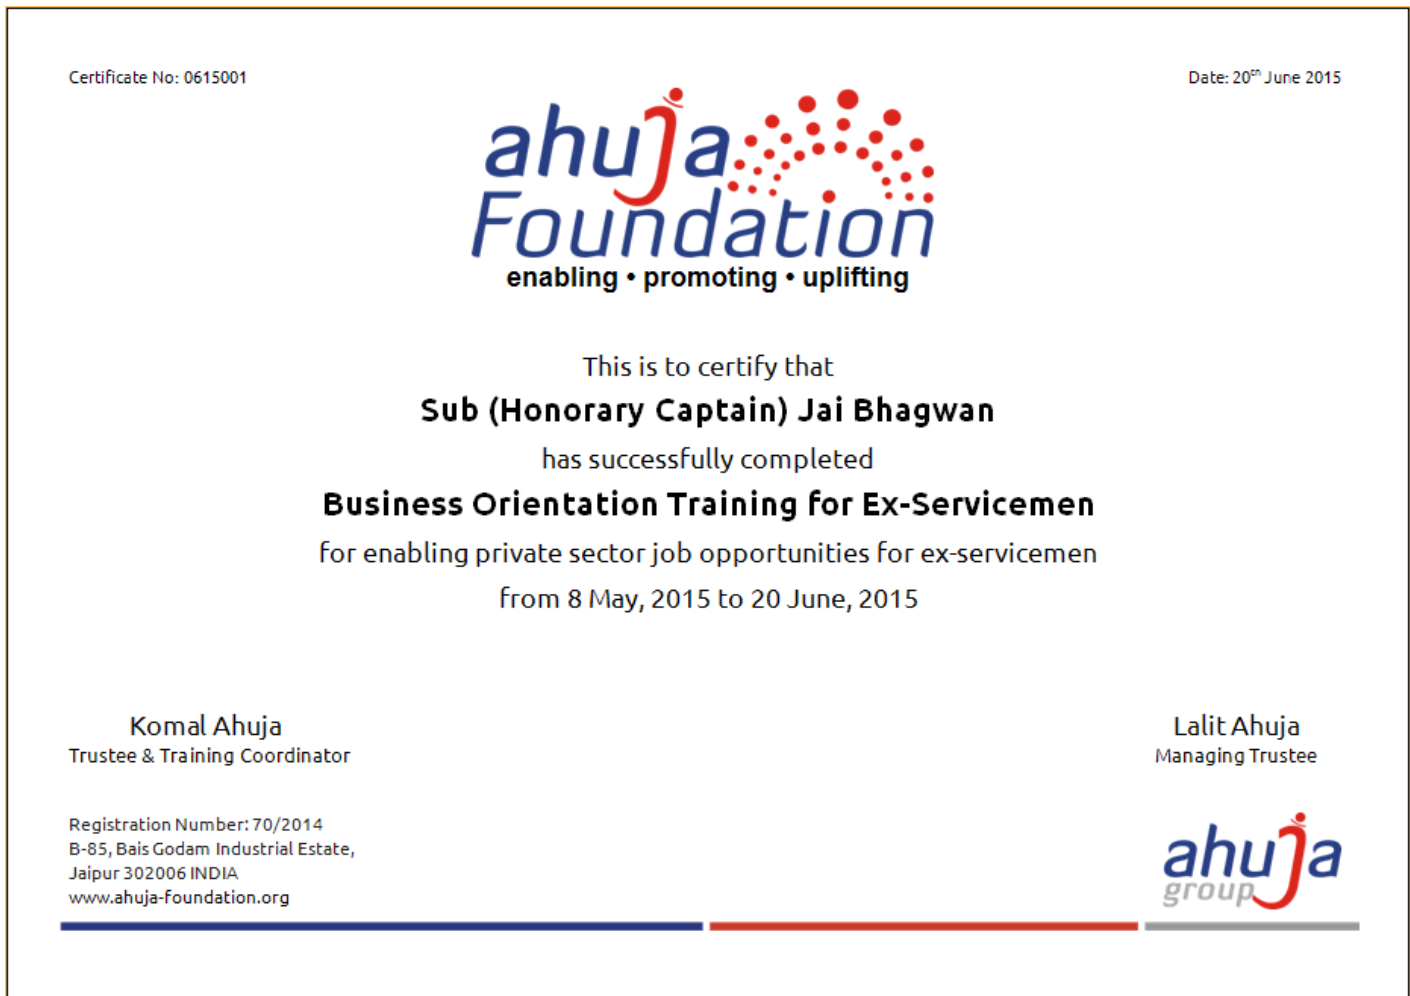 Certificate No: 0615001
Date: 20th June 2015
ahuja
Foundation
enabling • promoting • uplifting
This is to certify that
Sub (Honorary Captain) Jai Bhagwan
has successfully completed
Business Orientation Training for Ex-Servicemen
for enabling private sector job opportunities for ex-servicemen
from 8 May, 2015 to 20 June, 2015
Komal Ahuja
Trustee & Training Coordinator
Lalit Ahuja
Managing Trustee
Registration Number: 70/2014
B-85, Bais Godam Industrial Estate,
Jaipur 302006 INDIA
www.ahuja-foundation.org
ahuja
group